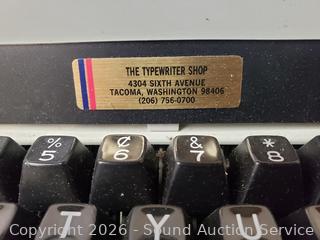 THE TYPEWRITER SHOP
4304 SIXTH AVENUE
TACOMA, WASHINGTON 98406
(206) 756-0700
% ¢ & *
5 6 7 8
T Y U
Copyright © 2026 - Sound Auction Service